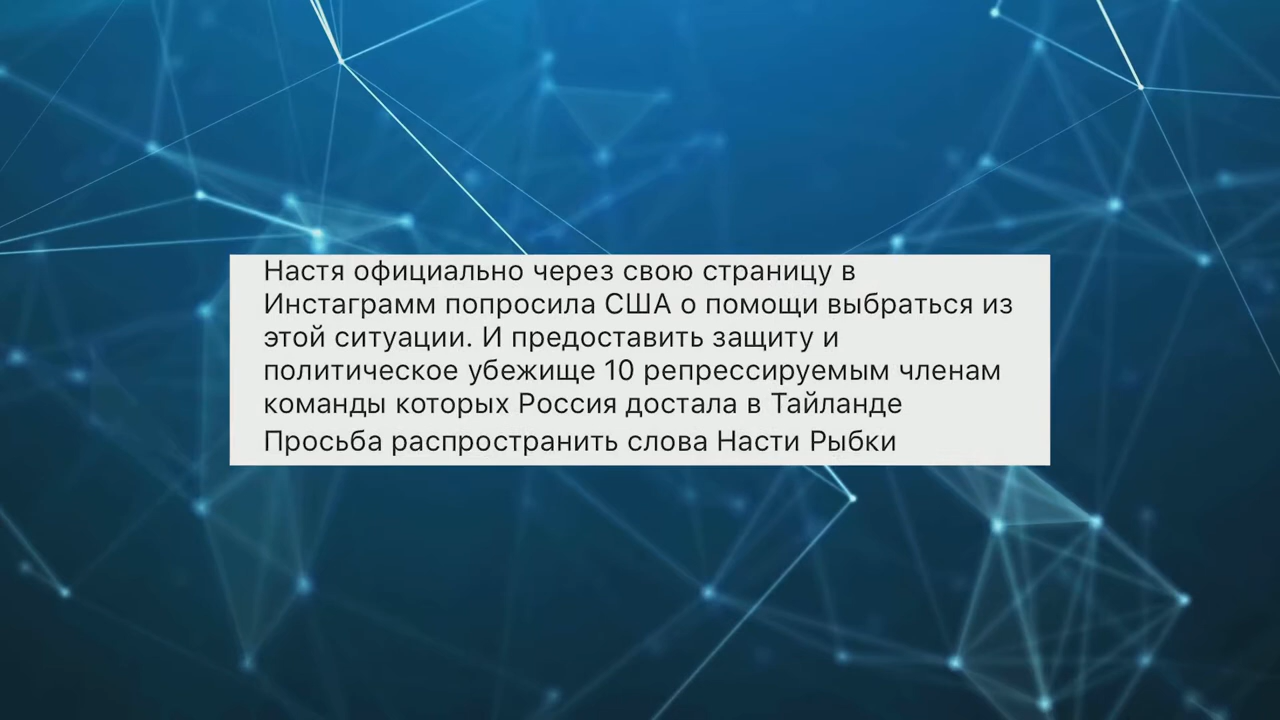 Настя официально через свою страницу в
Инстаграмм попросила США о помощи выбраться из
этой ситуации. И предоставить защиту и
политическое убежище 10 репрессируемым членам
команды которых Россия достала в Тайланде
Просьба распространить слова Насти Рыбки